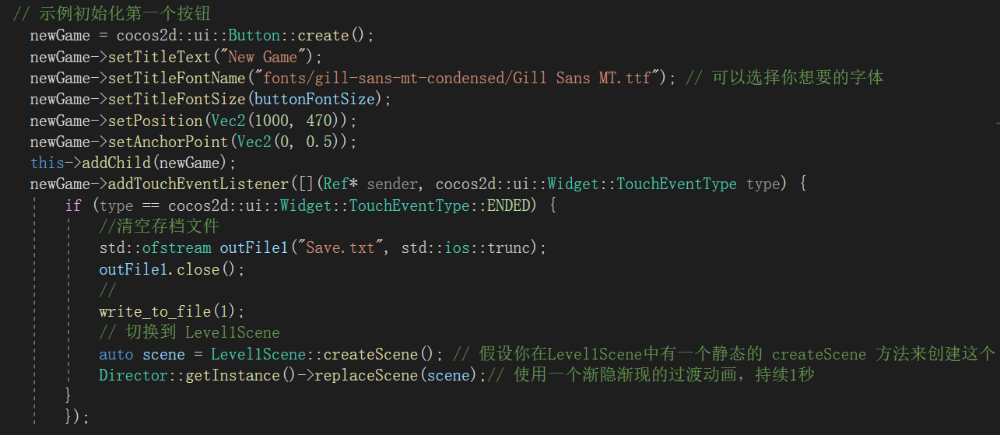 // 示例初始化第一个按钮
newGame = cocos2d::ui::Button::create();
newGame->setTitleText("New Game");
newGame->setTitleFontName("fonts/gill-sans-mt-condensed/Gill Sans MT.ttf"); // 可以选择你想要的字体
newGame->setTitleFontSize(buttonFontSize);
newGame->setPosition(Vec2(1000, 470));
newGame->setAnchorPoint(Vec2(0, 0.5));
this->addChild(newGame);
newGame->addTouchEventListener([](Ref* sender, cocos2d::ui::Widget::TouchEventType type) {
if (type == cocos2d::ui::Widget::TouchEventType::ENDED) {
//清空存档文件
std::ofstream outFile1("Save.txt", std::ios::trunc);
outFile1.close();
//
write_to_file(1);
// 切换到 Level1Scene
auto scene = Level1Scene::createScene(); // 假设你在Level1Scene中有一个静态的 createScene 方法来创建这个
Director::getInstance()->replaceScene(scene);// 使用一个渐隐渐现的过渡动画，持续1秒
}
});